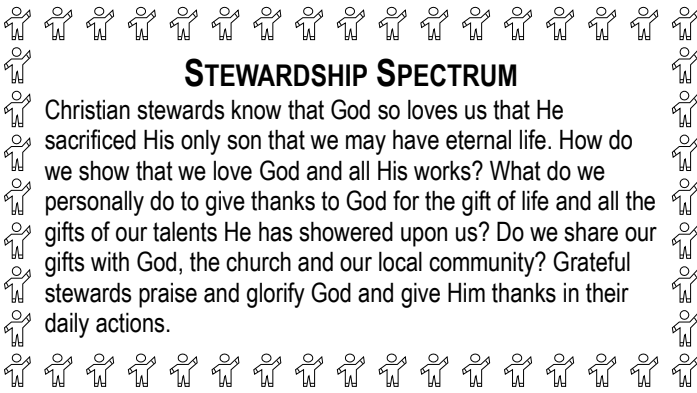 STEWARDSHIP SPECTRUM
Christian stewards know that God so loves us that He
sacrificed His only son that we may have eternal life. How do
we show that we love God and all His works? What do we
personally do to give thanks to God for the gift of life and all the
gifts of our talents He has showered upon us? Do we share our
gifts with God, the church and our local community? Grateful
stewards praise and glorify God and give Him thanks in their
daily actions.